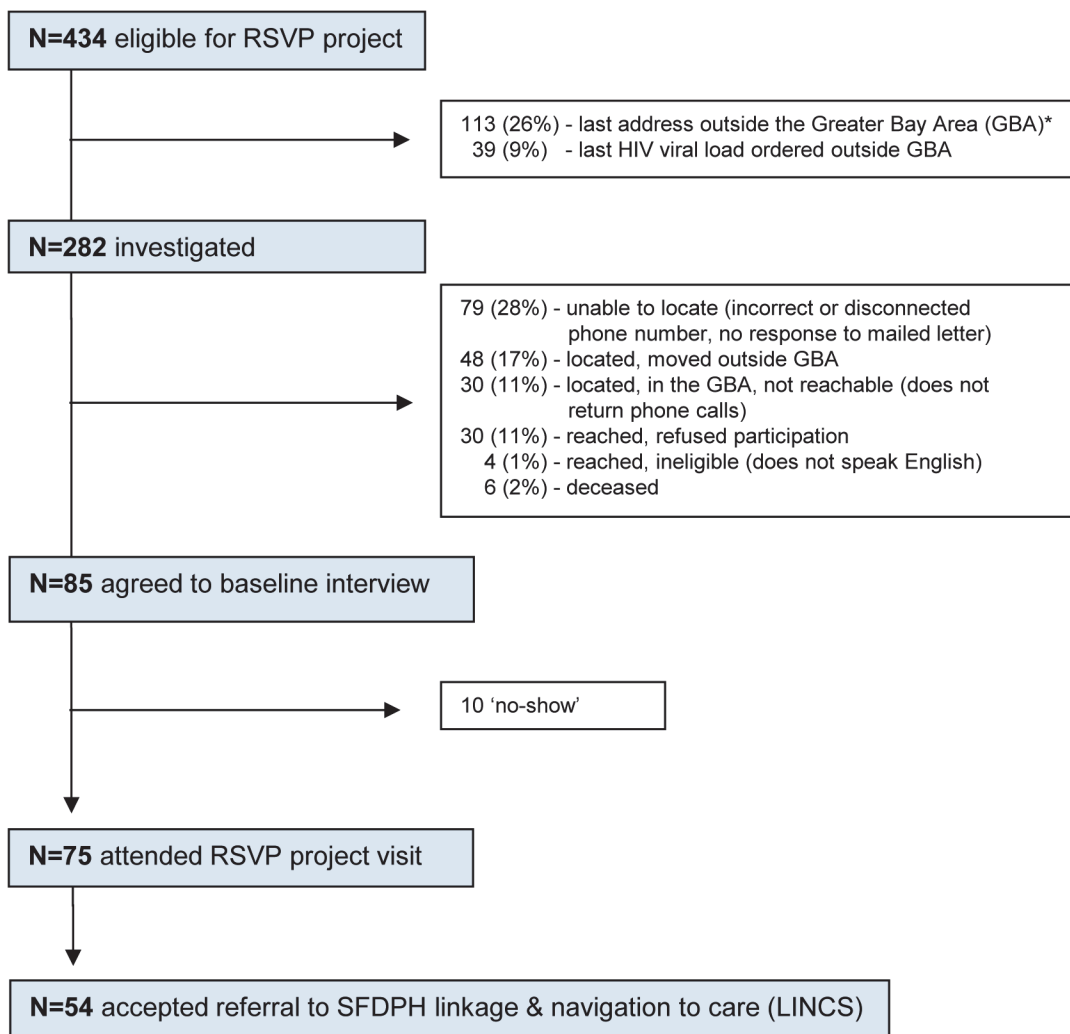 N=434 eligible for RSVP project
113 (26%) - last address outside the Greater Bay Area (GBA)*
39 (9%) - last HIV viral load ordered outside GBA
N=282 investigated
79 (28%) - unable to locate (incorrect or disconnected
phone number, no response to mailed letter)
48 (17%) - located, moved outside GBA
30 (11%) - located, in the GBA, not reachable (does not
return phone calls)
30 (11%) - reached, refused participation
4 (1%) - reached, ineligible (does not speak English)
6 (2%) - deceased
N=85 agreed to baseline interview
10 ‘no-show’
N=75 attended RSVP project visit
N=54 accepted referral to SFDPH linkage & navigation to care (LINCS)